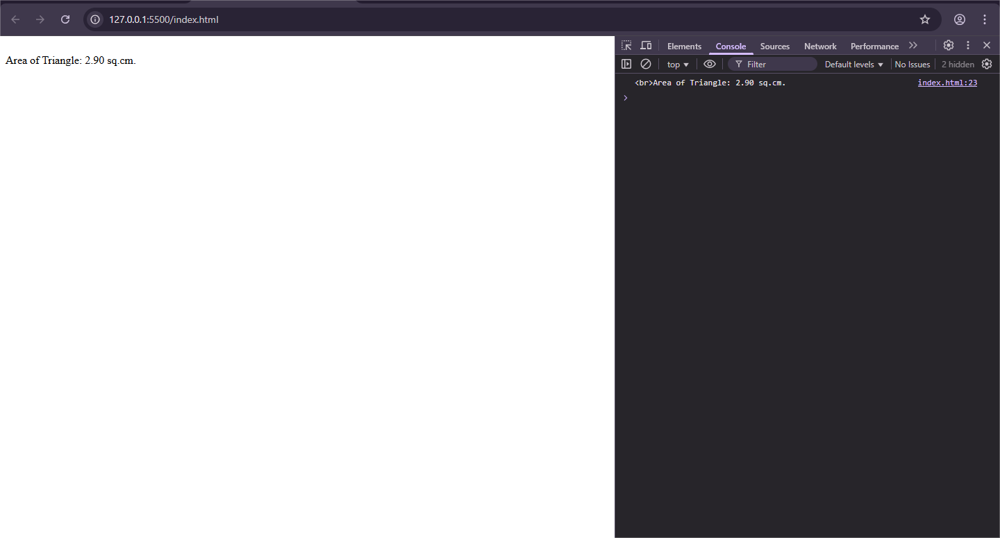 127.0.0.1:5500/index.html
Area of Triangle: 2.90 sq.cm.
Elements Console Sources Network Performance
top Filter Default levels No Issues 2 hidden
<br>Area of Triangle: 2.90 sq.cm. index.html:23